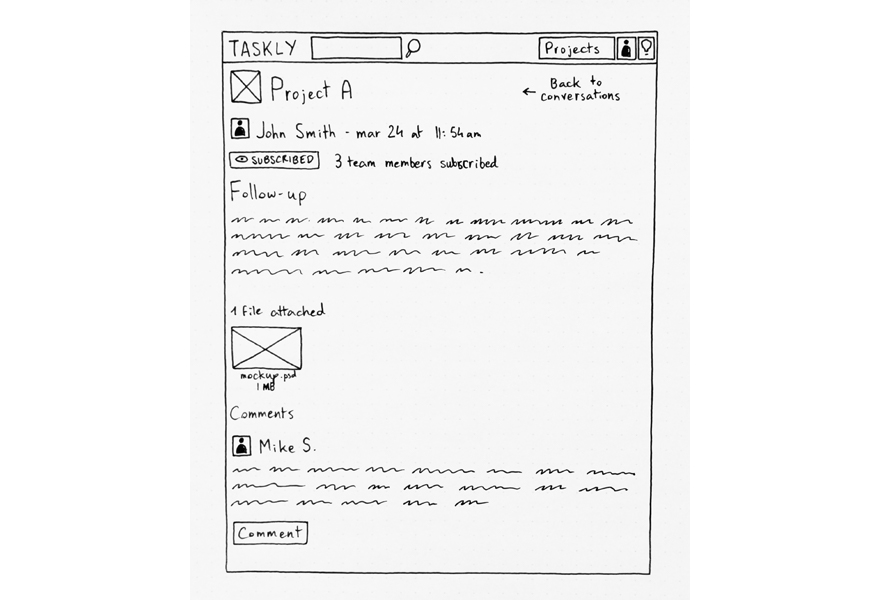 TASKLY
Projects
Project A
← Back to
conversations
John Smith - mar 24 at 11:54am
SUBSCRIBED
3 team members subscribed
Follow-up
1 File attached
mockup.psd
1 MB
Comments
Mike S.
Comment